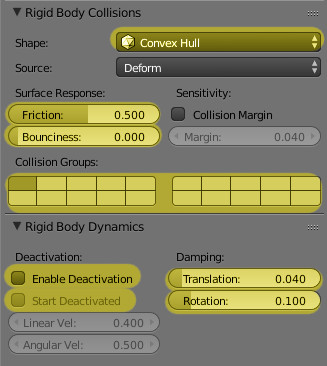 Rigid Body Collisions
Shape: Convex Hull
Source: Deform
Surface Response: Sensitivity:
Friction: 0.500 Collision Margin
Bounciness: 0.000 Margin: 0.040
Collision Groups:
Rigid Body Dynamics
Deactivation: Damping:
Enable Deactivation Translation: 0.040
Start Deactivated Rotation: 0.100
Linear Vel: 0.400
Angular Vel: 0.500